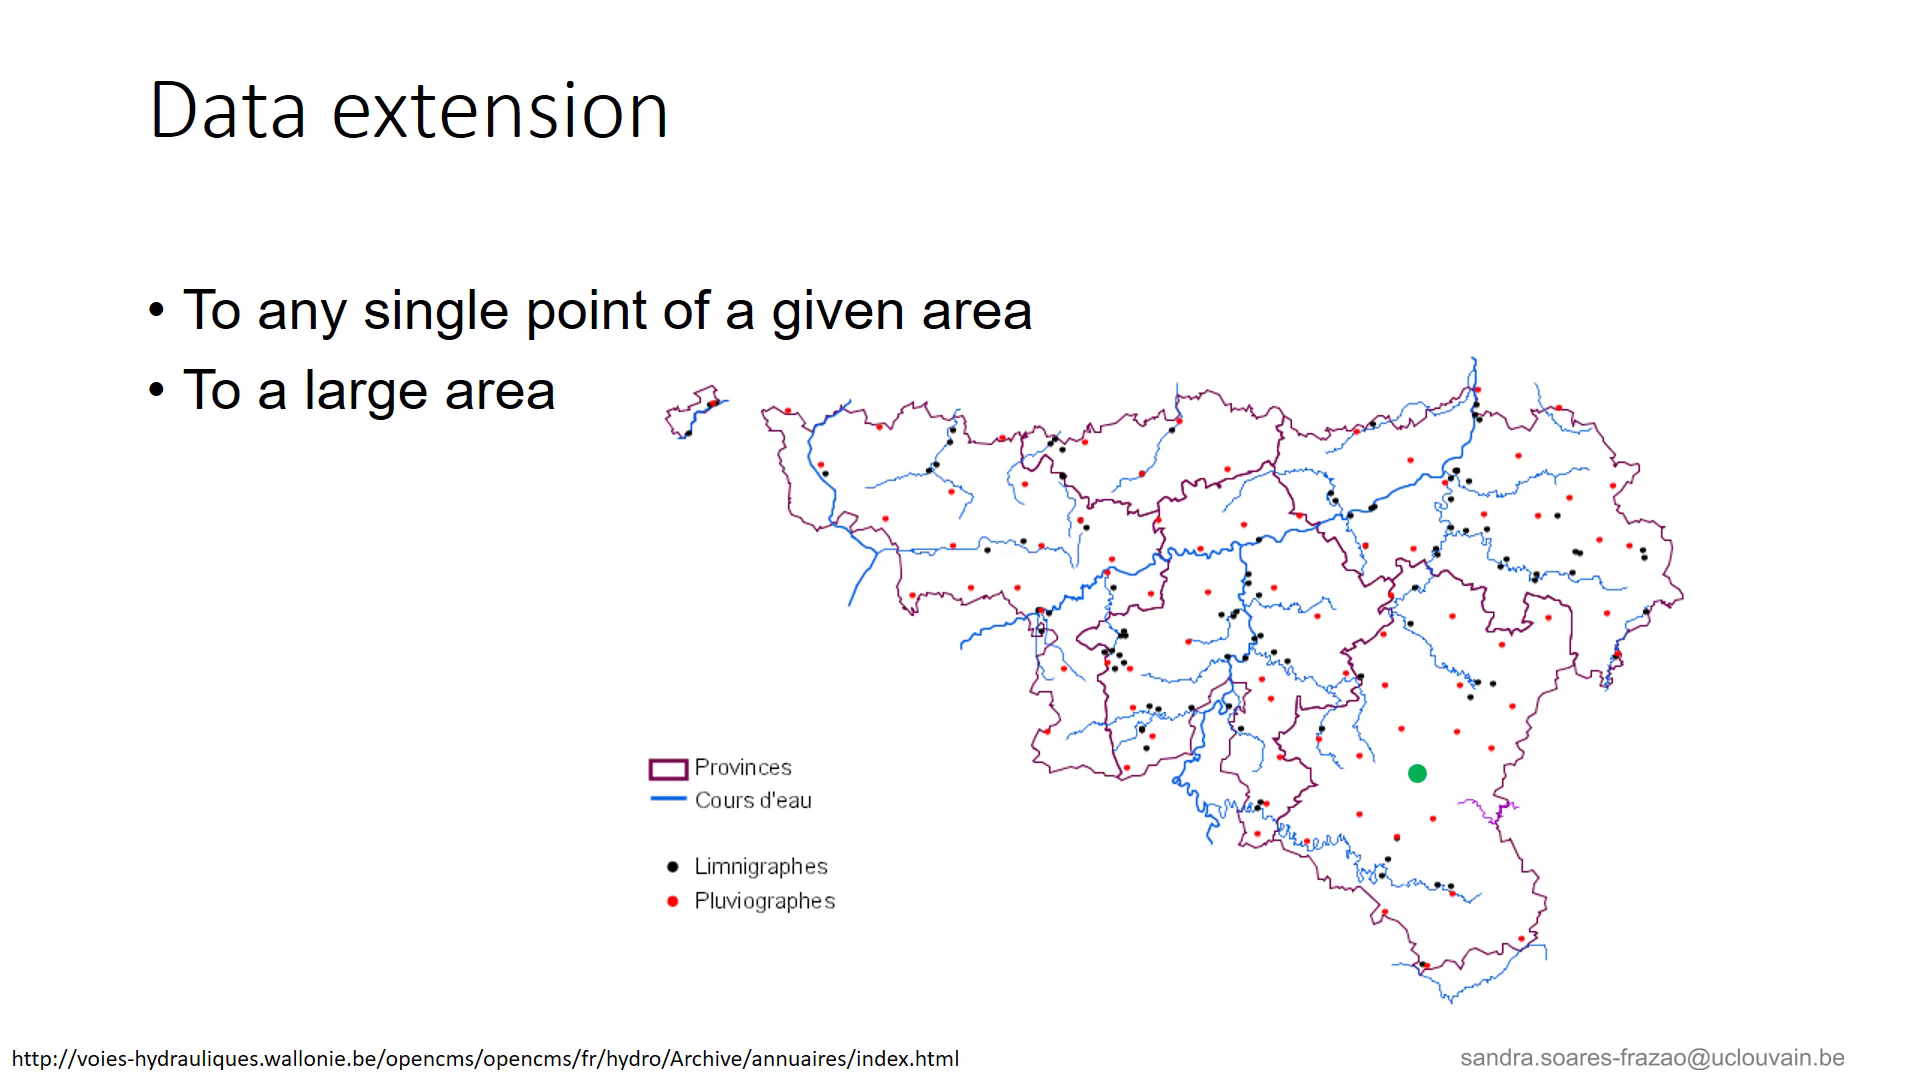 Data extension
• To any single point of a given area
• To a large area
Provinces
Cours d'eau
Limnigraphes
Pluviographes
http://voies-hydrauliques.wallonie.be/opencms/opencms/fr/hydro/Archive/annuaires/index.html
sandra.soares-frazao@uclouvain.be